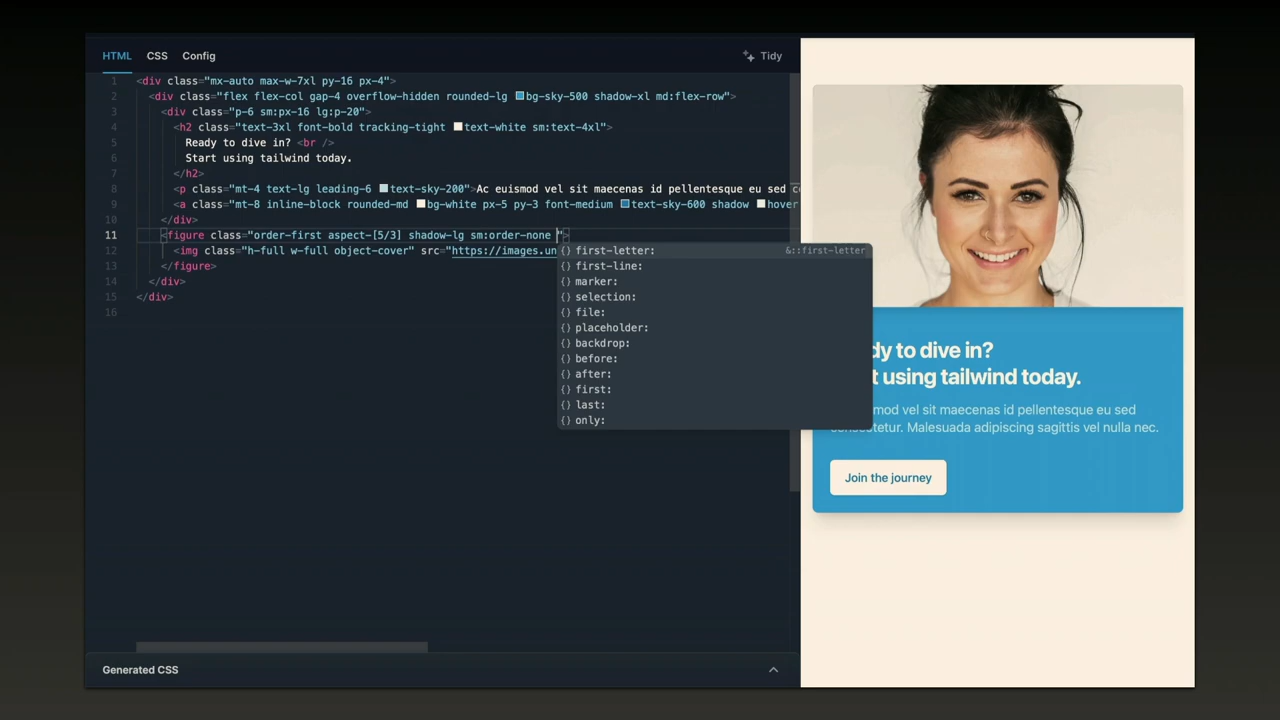 HTML CSS Config Tidy
1 <div class="mx-auto max-w-7xl py-16 px-4">
2 <div class="flex flex-col gap-4 overflow-hidden rounded-lg bg-sky-500 shadow-xl md:flex-row">
3 <div class="p-6 sm:px-16 lg:p-20">
4 <h2 class="text-3xl font-bold tracking-tight text-white sm:text-4xl">
5 Ready to dive in? <br />
6 Start using tailwind today.
7 </h2>
8 <p class="mt-4 text-lg leading-6 text-sky-200">Ac euismod vel sit maecenas id pellentesque eu sed
9 <a class="mt-8 inline-block rounded-md bg-white px-5 py-3 font-medium text-sky-600 shadow hover
10 </div>
11 <figure class="order-first aspect-[5/3] shadow-lg sm:order-none ">
12 <img class="h-full w-full object-cover" src="https://images.un
13 </figure>
14 </div>
15 </div>
16
{} first-letter: &::first-letter
{} first-line:
{} marker:
{} selection:
{} file:
{} placeholder:
{} backdrop:
{} before:
{} after:
{} first:
{} last:
{} only:
Generated CSS
dy to dive in?
t using tailwind today.
mod vel sit maecenas id pellentesque eu sed
consectetur. Malesuada adipiscing sagittis vel nulla nec.
Join the journey